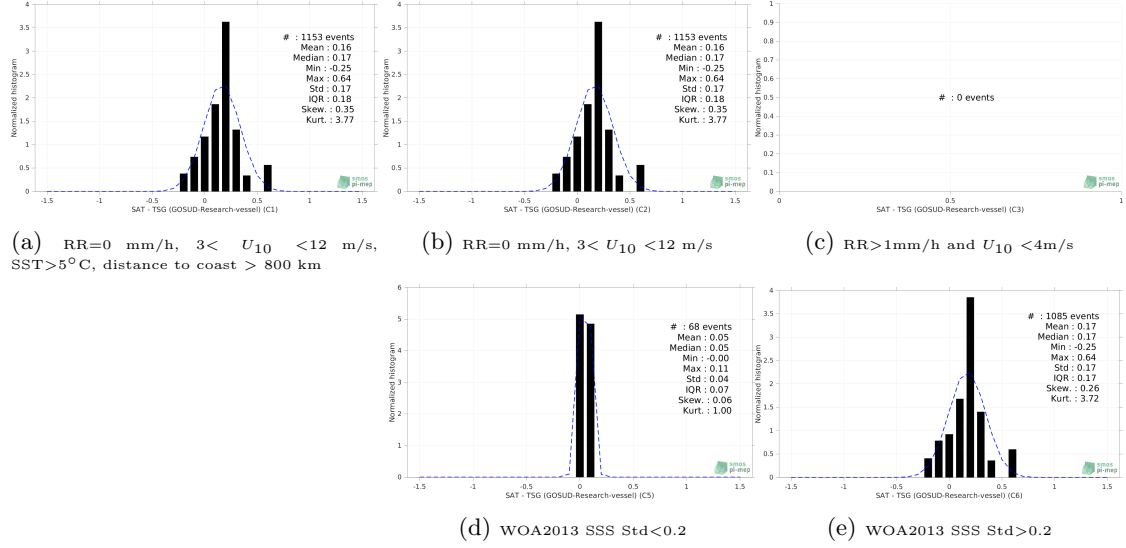 4
3.5
3
2.5
2
1.5
1
0.5
0
Normalized histogram
# : 1153 events
Mean : 0.16
Median : 0.17
Min : -0.25
Max : 0.64
Std : 0.17
IQR : 0.18
Skew. : 0.35
Kurt. : 3.77
smos
pi-mep
-1.5 -1 -0.5 0 0.5 1 1.5
SAT - TSG (GOSUD-Research-vessel) (C1)
(a) RR=0 mm/h, 3< U10 <12 m/s,
SST>5°C, distance to coast > 800 km
4
3.5
3
2.5
2
1.5
1
0.5
0
Normalized histogram
# : 1153 events
Mean : 0.16
Median : 0.17
Min : -0.25
Max : 0.64
Std : 0.17
IQR : 0.18
Skew. : 0.35
Kurt. : 3.77
smos
pi-mep
-1.5 -1 -0.5 0 0.5 1 1.5
SAT - TSG (GOSUD-Research-vessel) (C2)
(b) RR=0 mm/h, 3< U10 <12 m/s
1
0.9
0.8
0.7
0.6
0.5
0.4
0.3
0.2
0.1
0
Normalized histogram
# : 0 events
smos
pi-mep
0 0.5 1
SAT - TSG (GOSUD-Research-vessel) (C3)
(c) RR>1mm/h and U10 <4m/s
6
5
4
3
2
1
0
Normalized histogram
# : 68 events
Mean : 0.05
Median : 0.05
Min : -0.00
Max : 0.11
Std : 0.04
IQR : 0.07
Skew. : 0.06
Kurt. : 1.00
smos
pi-mep
-1.5 -1 -0.5 0 0.5 1 1.5
SAT - TSG (GOSUD-Research-vessel) (C5)
(d) WOA2013 SSS Std<0.2
4
3.5
3
2.5
2
1.5
1
0.5
0
Normalized histogram
# : 1085 events
Mean : 0.17
Median : 0.17
Min : -0.25
Max : 0.64
Std : 0.17
IQR : 0.17
Skew. : 0.26
Kurt. : 3.72
smos
pi-mep
-1.5 -1 -0.5 0 0.5 1 1.5
SAT - TSG (GOSUD-Research-vessel) (C6)
(e) WOA2013 SSS Std>0.2